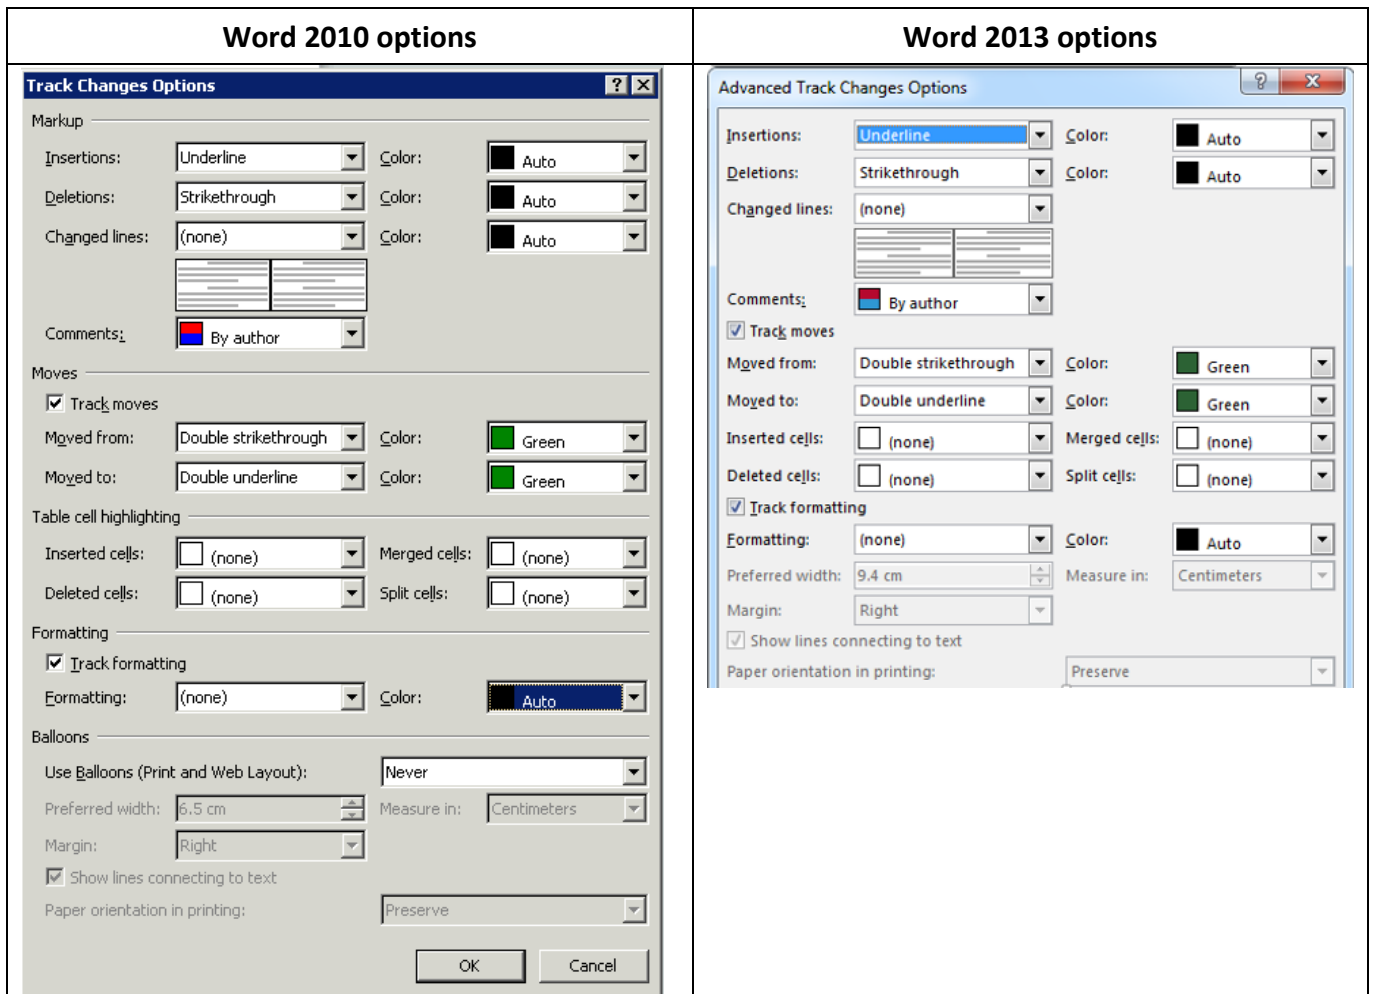 Word 2010 options
Track Changes Options
Markup
Insertions: Underline Color: Auto
Deletions: Strikethrough Color: Auto
Changed lines: (none) Color: Auto
Comments: By author
Moves
Track moves
Moved from: Double strikethrough Color: Green
Moved to: Double underline Color: Green
Table cell highlighting
Inserted cells: (none) Merged cells: (none)
Deleted cells: (none) Split cells: (none)
Formatting
Track formatting
Formatting: (none) Color: Auto
Balloons
Use Balloons (Print and Web Layout): Never
Preferred width: 6.5 cm Measure in: Centimeters
Margin: Right
Show lines connecting to text
Paper orientation in printing: Preserve
OK Cancel
Word 2013 options
Advanced Track Changes Options
Insertions: Underline Color: Auto
Deletions: Strikethrough Color: Auto
Changed lines: (none)
Comments: By author
Track moves
Moved from: Double strikethrough Color: Green
Moved to: Double underline Color: Green
Inserted cells: (none) Merged cells: (none)
Deleted cells: (none) Split cells: (none)
Track formatting
Formatting: (none) Color: Auto
Preferred width: 9.4 cm Measure in: Centimeters
Margin: Right
Show lines connecting to text
Paper orientation in printing: Preserve